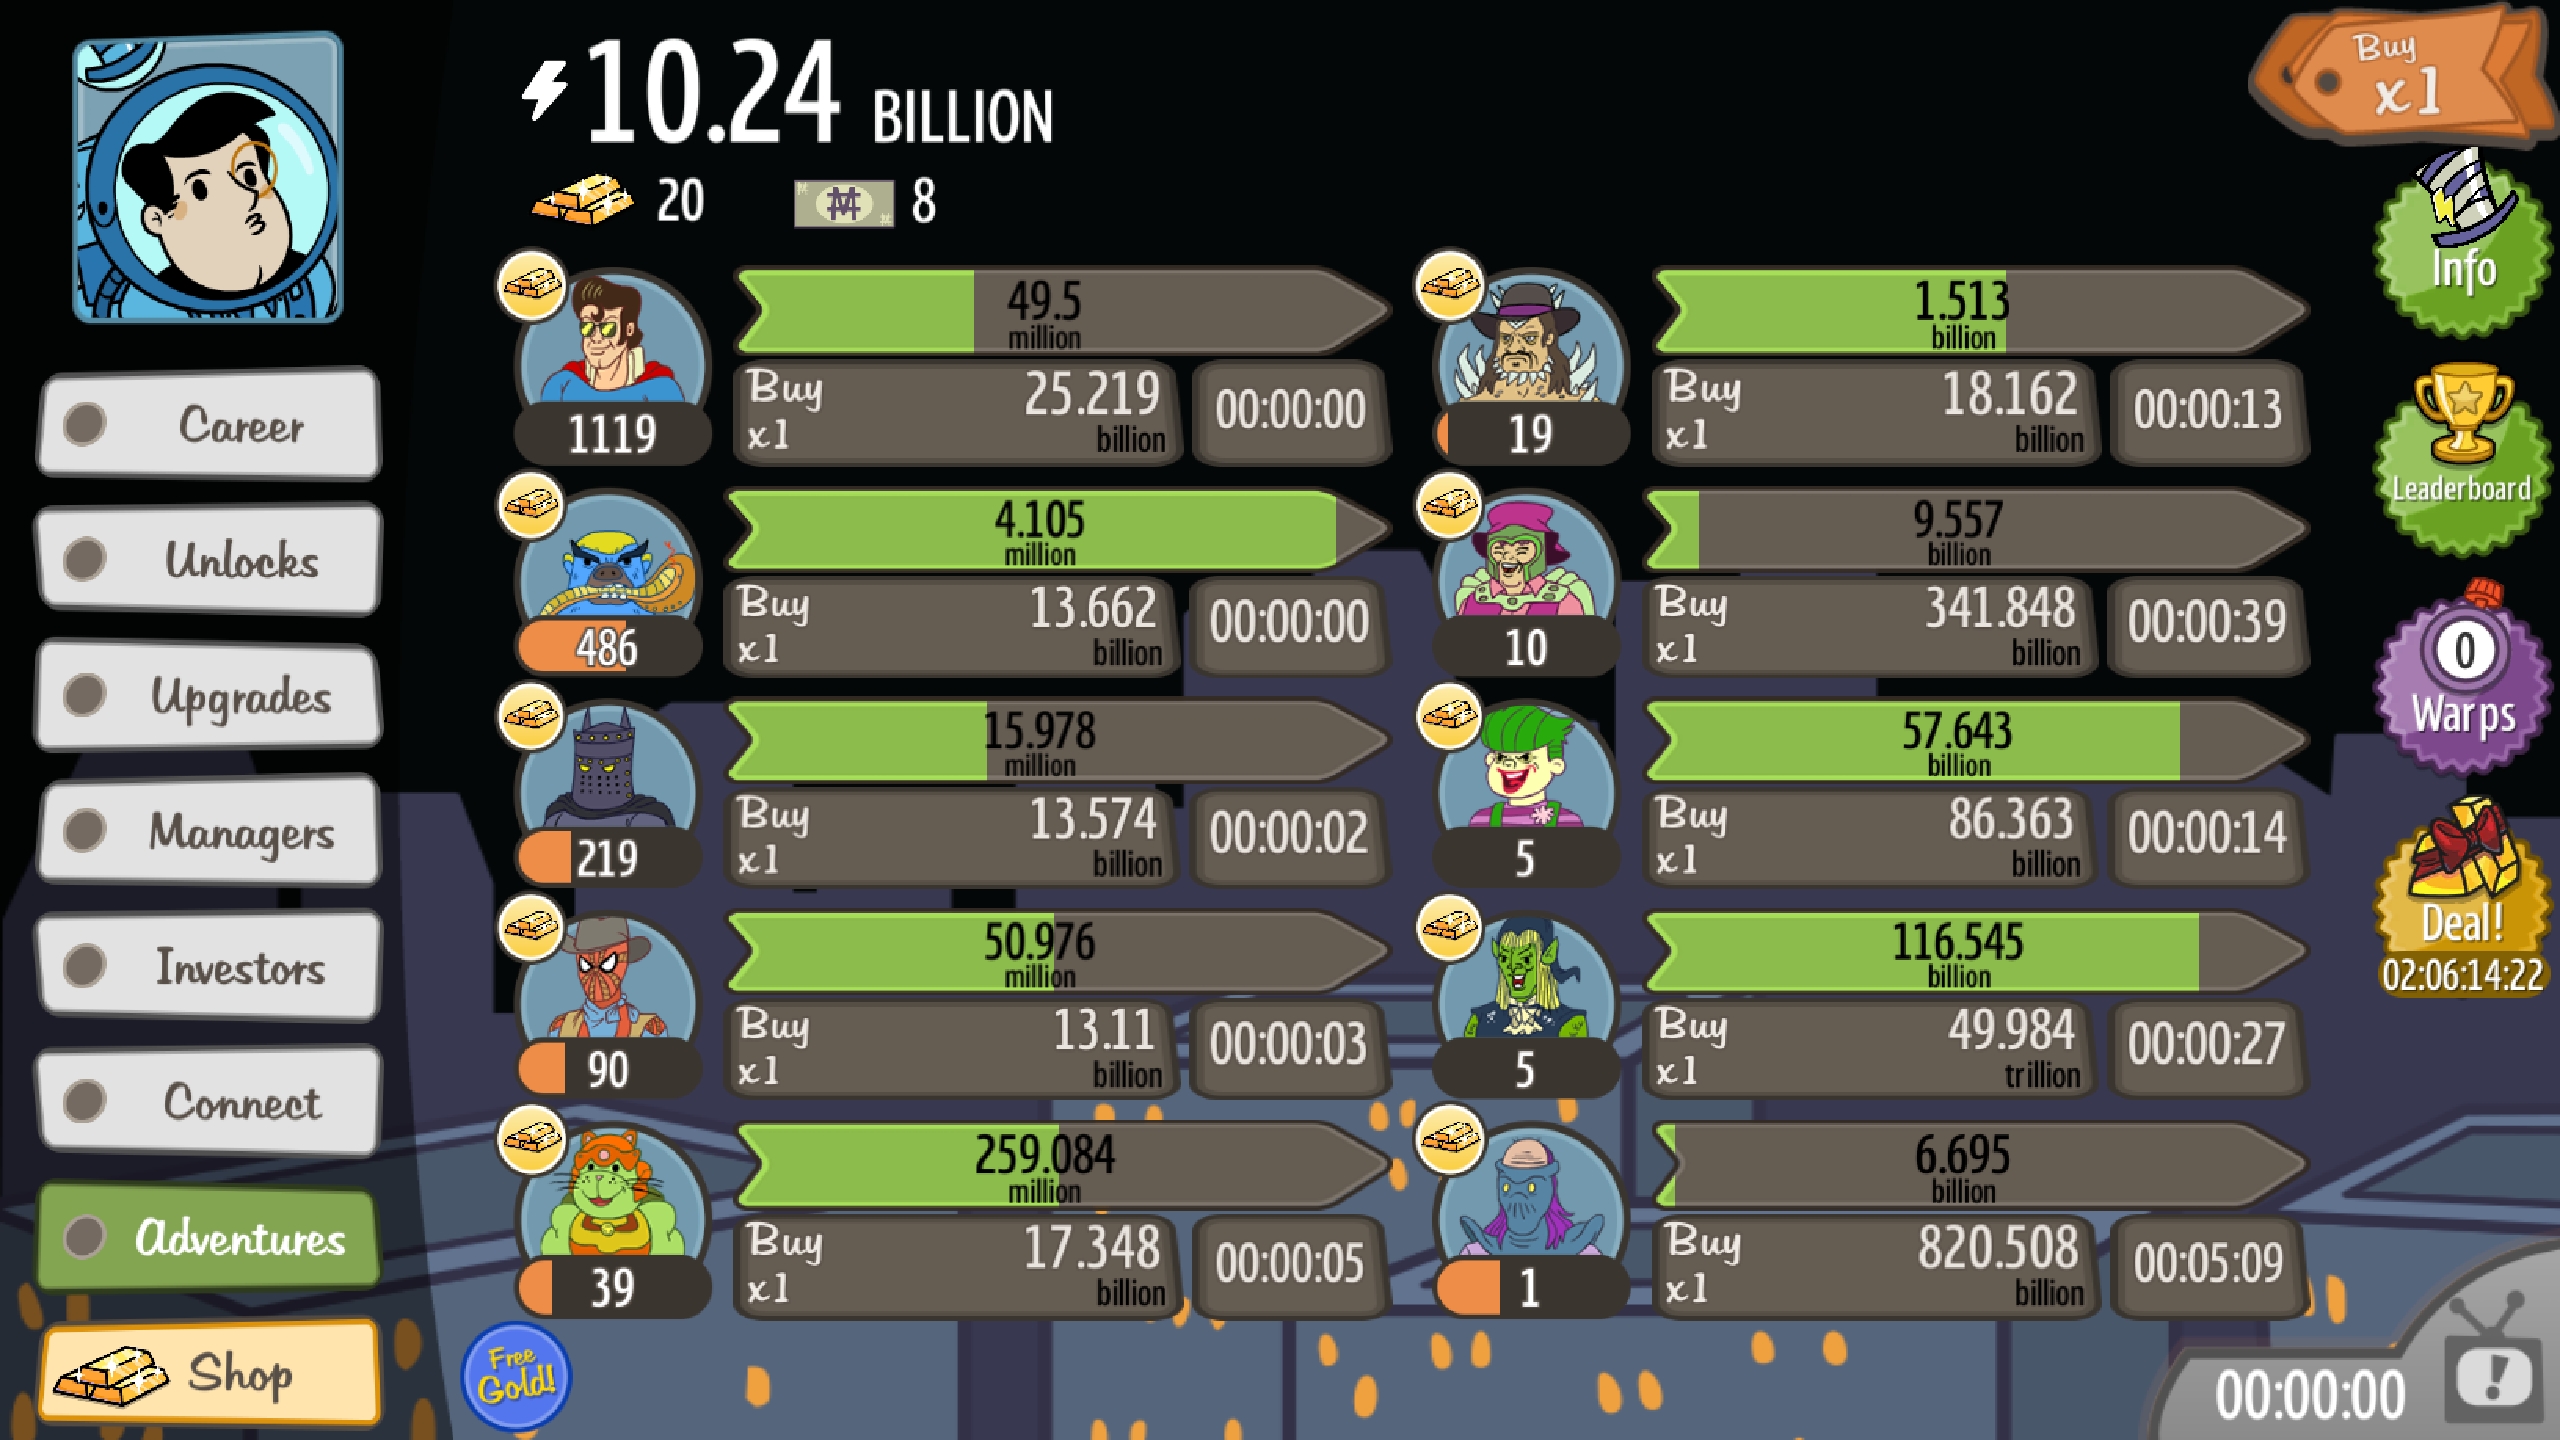 10.24 BILLION
20 8
Buy
x1
Career
Unlocks
Upgrades
Managers
Investors
Connect
Adventures
Shop
Free
Gold!
49.5
million
1119
Buy
x1
25.219
billion
00:00:00
4.105
million
486
Buy
x1
13.662
billion
00:00:00
15.978
million
219
Buy
x1
13.574
billion
00:00:02
50.976
million
90
Buy
x1
13.11
billion
00:00:03
259.084
million
39
Buy
x1
17.348
billion
00:00:05
1.513
billion
19
Buy
x1
18.162
billion
00:00:13
9.557
billion
10
Buy
x1
341.848
billion
00:00:39
57.643
billion
5
Buy
x1
86.363
billion
00:00:14
116.545
billion
5
Buy
x1
49.984
trillion
00:00:27
6.695
billion
1
Buy
x1
820.508
billion
00:05:09
Info
Leaderboard
0
Warps
Deal!
02:06:14:22
00:00:00